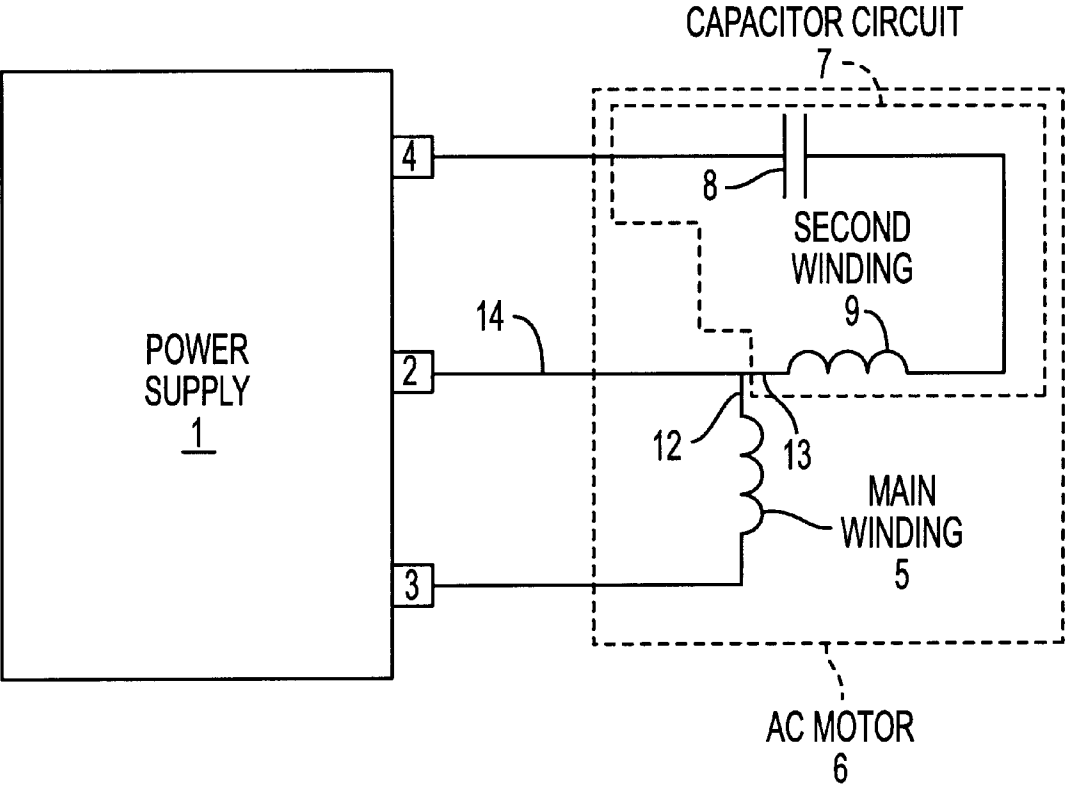 CAPACITOR CIRCUIT
7
4
8
SECOND
WINDING
9
14
POWER
SUPPLY
1
2
12
13
MAIN
WINDING
5
3
AC MOTOR
6